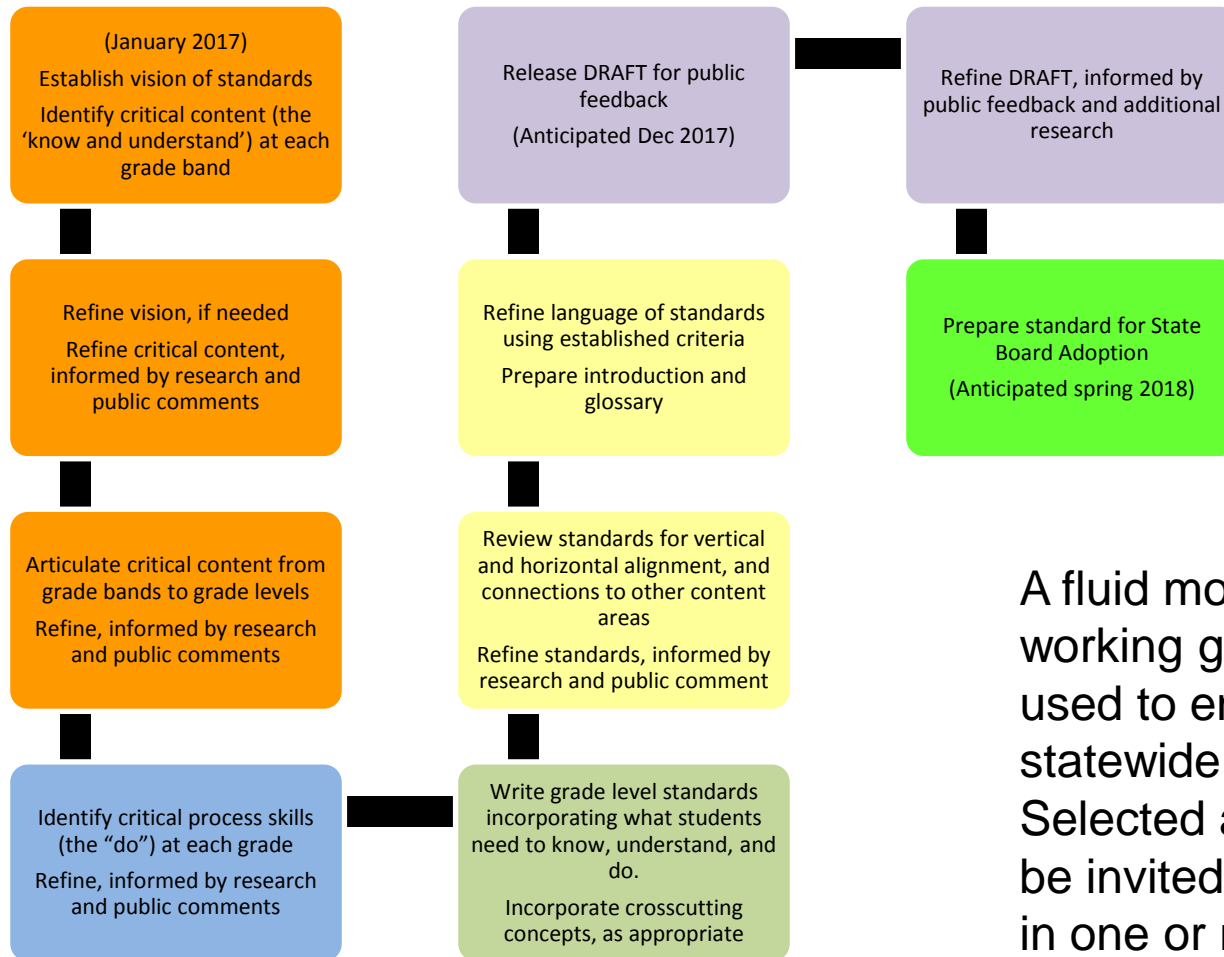 (January 2017)
Establish vision of standards
Identify critical content (the
‘know and understand’) at each
grade band
Refine vision, if needed
Refine critical content,
informed by research and
public comments
Articulate critical content from
grade bands to grade levels
Refine, informed by research
and public comments
Identify critical process skills
(the “do”) at each grade
Refine, informed by research
and public comments
Write grade level standards
incorporating what students
need to know, understand, and
do.
Incorporate crosscutting
concepts, as appropriate
Review standards for vertical
and horizontal alignment, and
connections to other content
areas
Refine standards, informed by
research and public comment
Refine language of standards
using established criteria
Prepare introduction and
glossary
Release DRAFT for public
feedback
(Anticipated Dec 2017)
Refine DRAFT, informed by
public feedback and additional
research
Prepare standard for State
Board Adoption
(Anticipated spring 2018)
A fluid
working
used to
statewide
Selected
be invited
in one or